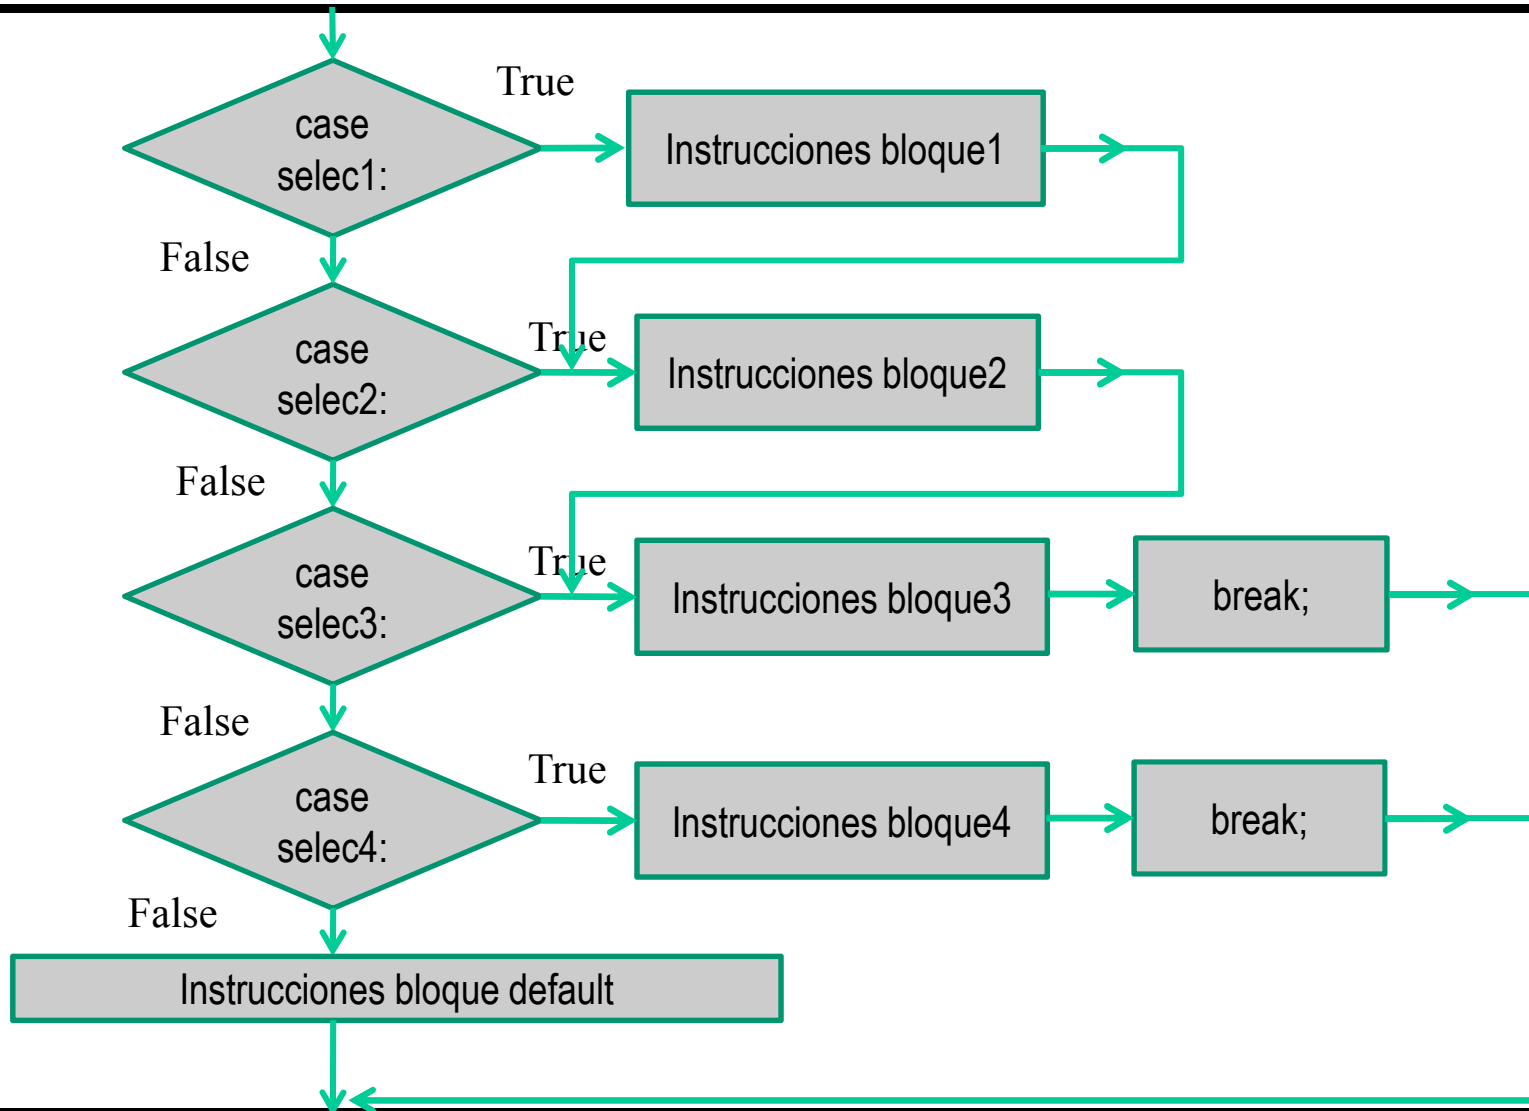 True
case
selec1:
Instrucciones bloque1
False
True
case
selec2:
Instrucciones bloque2
False
True
case
selec3:
Instrucciones bloque3
break;
False
True
case
selec4:
Instrucciones bloque4
break;
False
Instrucciones bloque default